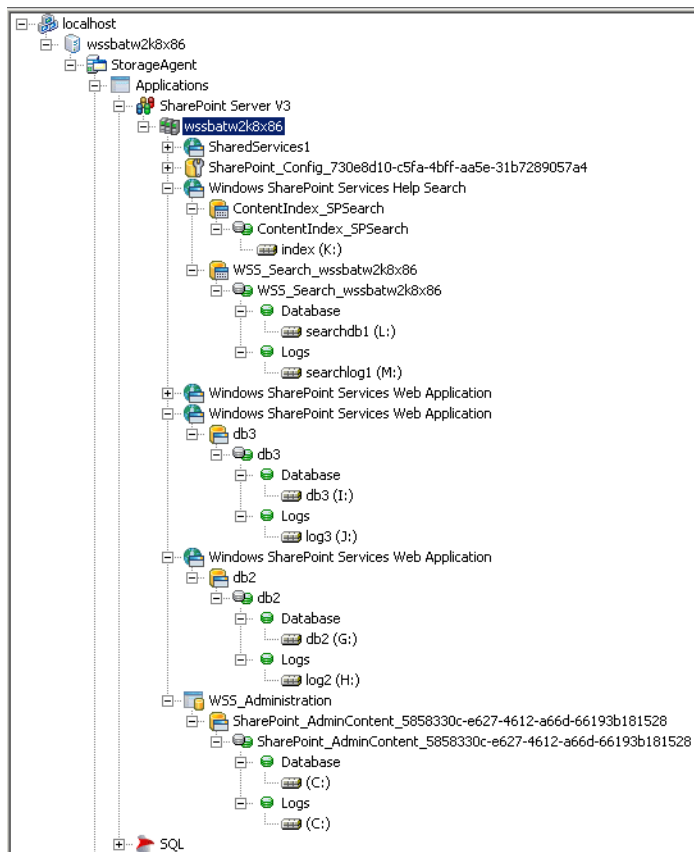 localhost
wssbatw2k8x86
StorageAgent
Applications
SharePoint Server V3
wssbatw2k8x86
SharedServices1
SharePoint_Config_730e8d10-c5fa-4bff-aa5e-31b7289057a4
Windows SharePoint Services Help Search
ContentIndex_SPSearch
ContentIndex_SPSearch
index (K:)
WSS_Search_wssbatw2k8x86
WSS_Search_wssbatw2k8x86
Database
searchdb1 (L:)
Logs
searchlog1 (M:)
Windows SharePoint Services Web Application
Windows SharePoint Services Web Application
db3
db3
Database
db3 (I:)
Logs
log3 (J:)
Windows SharePoint Services Web Application
db2
db2
Database
db2 (G:)
Logs
log2 (H:)
WSS_Administration
SharePoint_AdminContent_5858330c-e627-4612-a66d-66193b181528
SharePoint_AdminContent_5858330c-e627-4612-a66d-66193b181528
Database
(C:)
Logs
(C:)
SQL